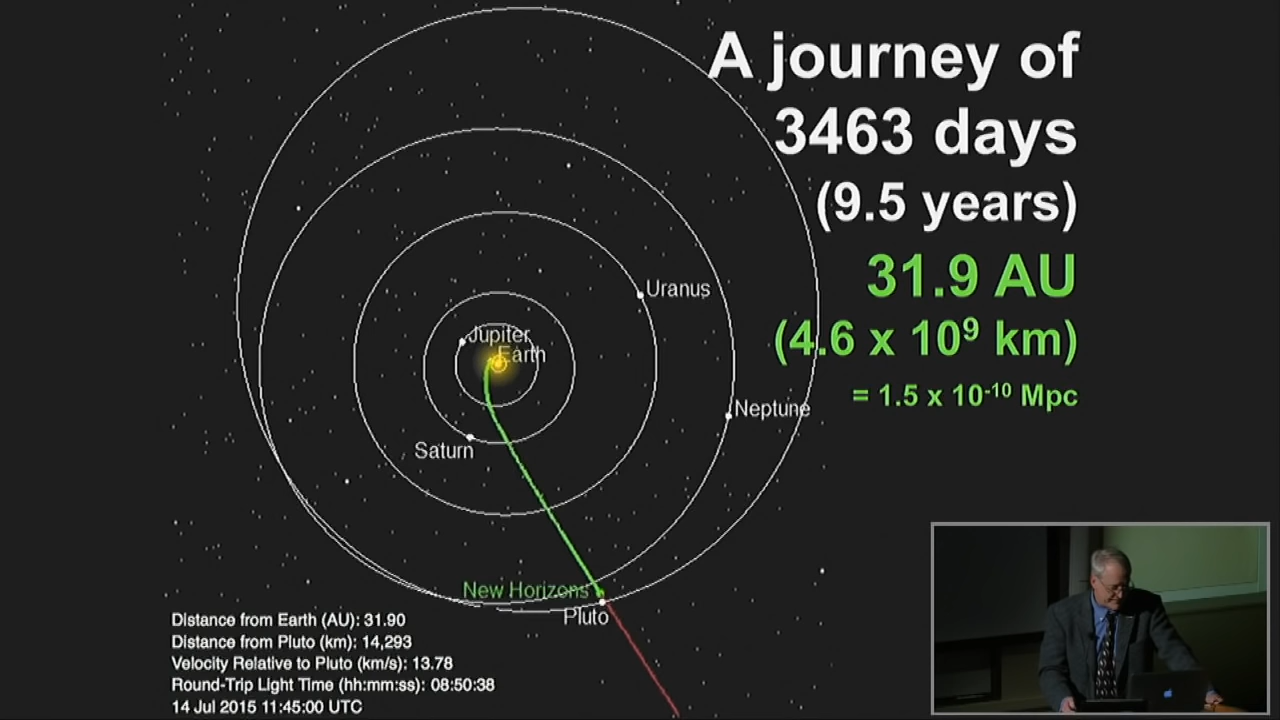 A journey of
3463 days
(9.5 years)
31.9 AU
(4.6 x 10⁹ km)
= 1.5 x 10⁻¹⁰ Mpc
Uranus
Jupiter
Earth
Neptune
Saturn
New Horizons
Pluto
Distance from Earth (AU): 31.90
Distance from Pluto (km): 14,293
Velocity Relative to Pluto (km/s): 13.78
Round-Trip Light Time (hh:mm:ss): 08:50:38
14 Jul 2015 11:45:00 UTC